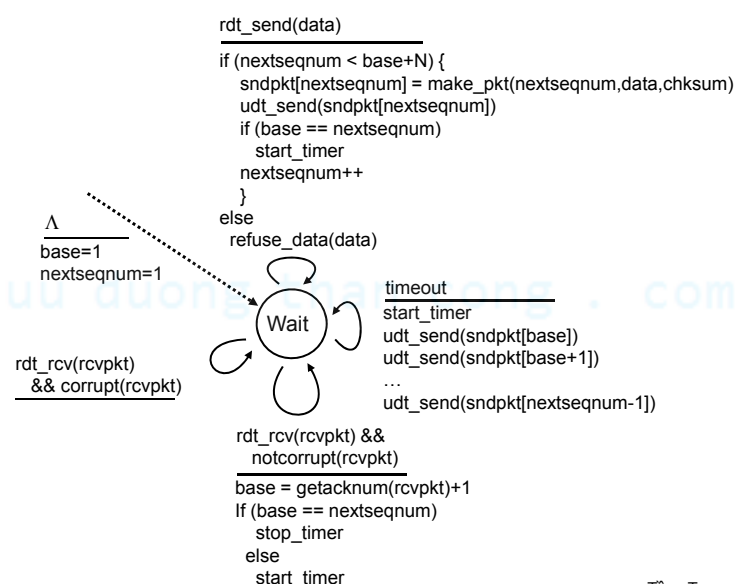 rdt_send(data)
if (nextseqnum < base+N) {
sndpkt[nextseqnum] = make_pkt(nextseqnum,data,chksum)
udt_send(sndpkt[nextseqnum])
if (base == nextseqnum)
start_timer
nextseqnum++
}
else
refuse_data(data)
Λ
base=1
nextseqnum=1
uu duong than cong . com
Wait
timeout
start_timer
udt_send(sndpkt[base])
udt_send(sndpkt[base+1])
…
udt_send(sndpkt[nextseqnum-1])
rdt_rcv(rcvpkt)
&& corrupt(rcvpkt)
rdt_rcv(rcvpkt) &&
notcorrupt(rcvpkt)
base = getacknum(rcvpkt)+1
If (base == nextseqnum)
stop_timer
else
start_timer